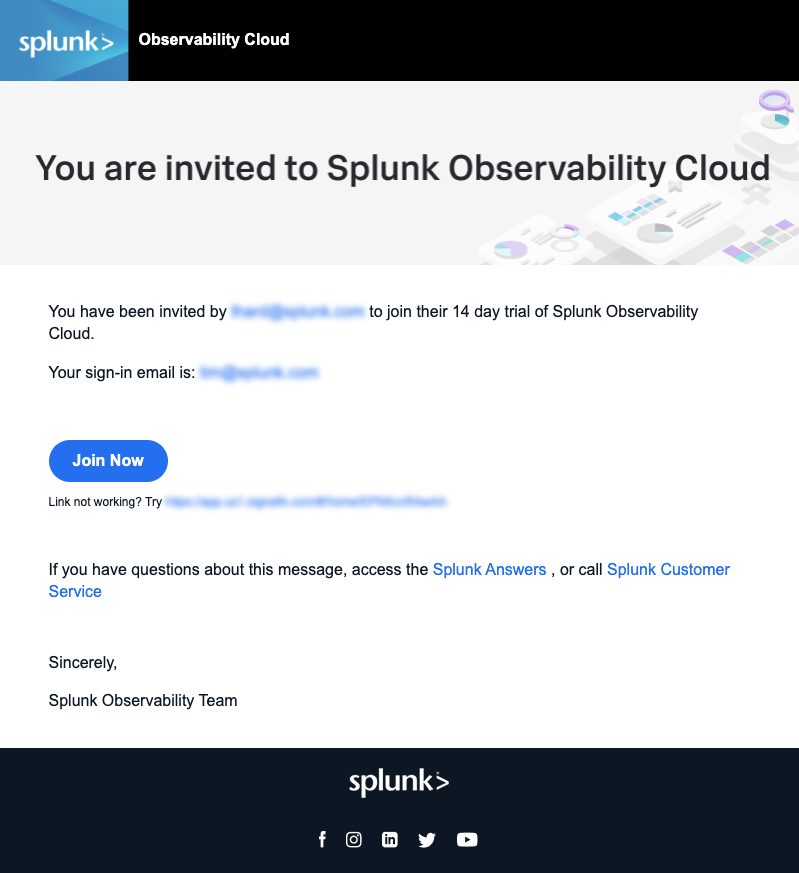 splunk> Observability Cloud
You are invited to Splunk Observability Cloud
You have been invited by to join their 14 day trial of Splunk Observability
Cloud.
Your sign-in email is:
Join Now
Link not working? Try
If you have questions about this message, access the Splunk Answers , or call Splunk Customer
Service
Sincerely,
Splunk Observability Team
splunk>